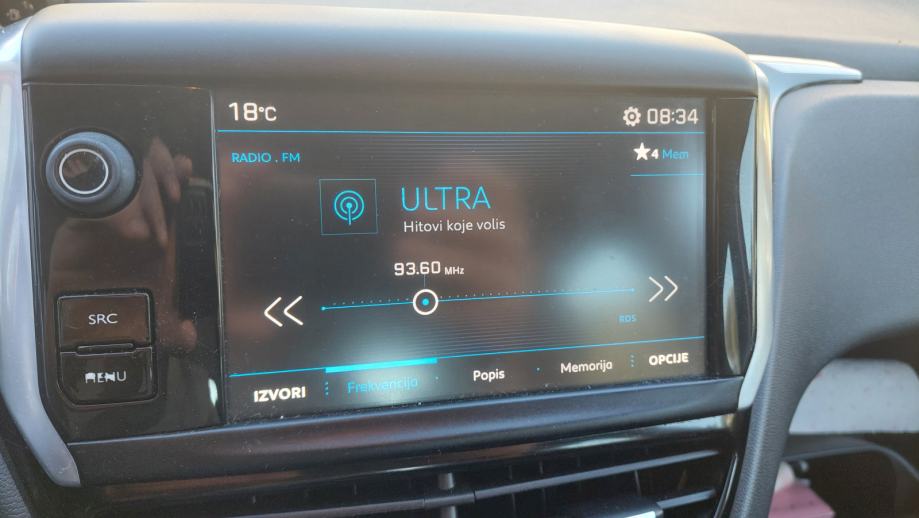 18°C
08:34
RADIO . FM
★4 Mem
ULTRA
Hitovi koje volis
93.60 MHz
RDS
SRC
MENU
IZVORI
Frekvencija
Popis
Memorija
OPCIJE